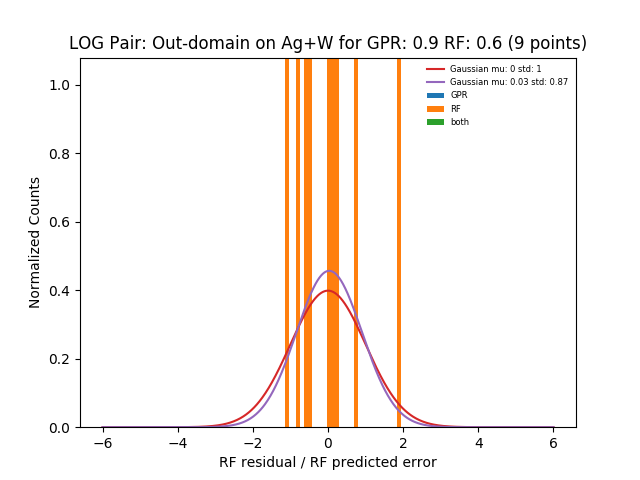 LOG Pair: Out-domain on Ag+W for GPR: 0.9 RF: 0.6 (9 points)
Gaussian mu: 0 std: 1
Gaussian mu: 0.03 std: 0.87
GPR
RF
both
Normalized Counts
1.0
0.8
0.6
0.4
0.2
0.0
−6 −4 −2 0 2 4 6
RF residual / RF predicted error